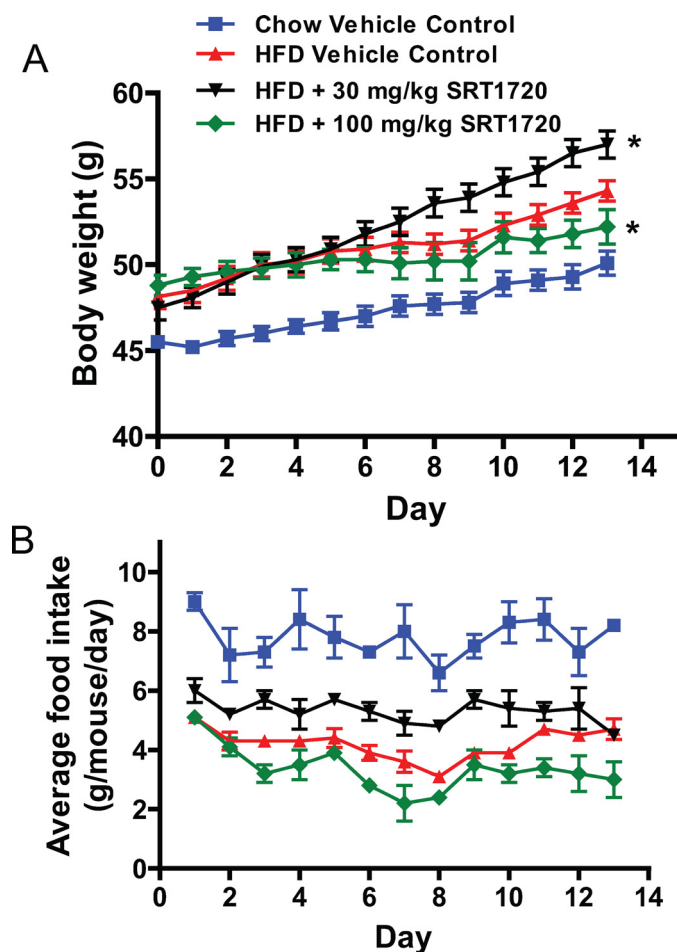 Chow Vehicle Control
HFD Vehicle Control
A
HFD + 30 mg/kg SRT1720
HFD + 100 mg/kg SRT1720
60
*
55
*
50
45
40
Body weight (g)
0 2 4 6 8 10 12 14
Day
B
10
8
6
4
2
0
Average food intake
(g/mouse/day)
0 2 4 6 8 10 12 14
Day